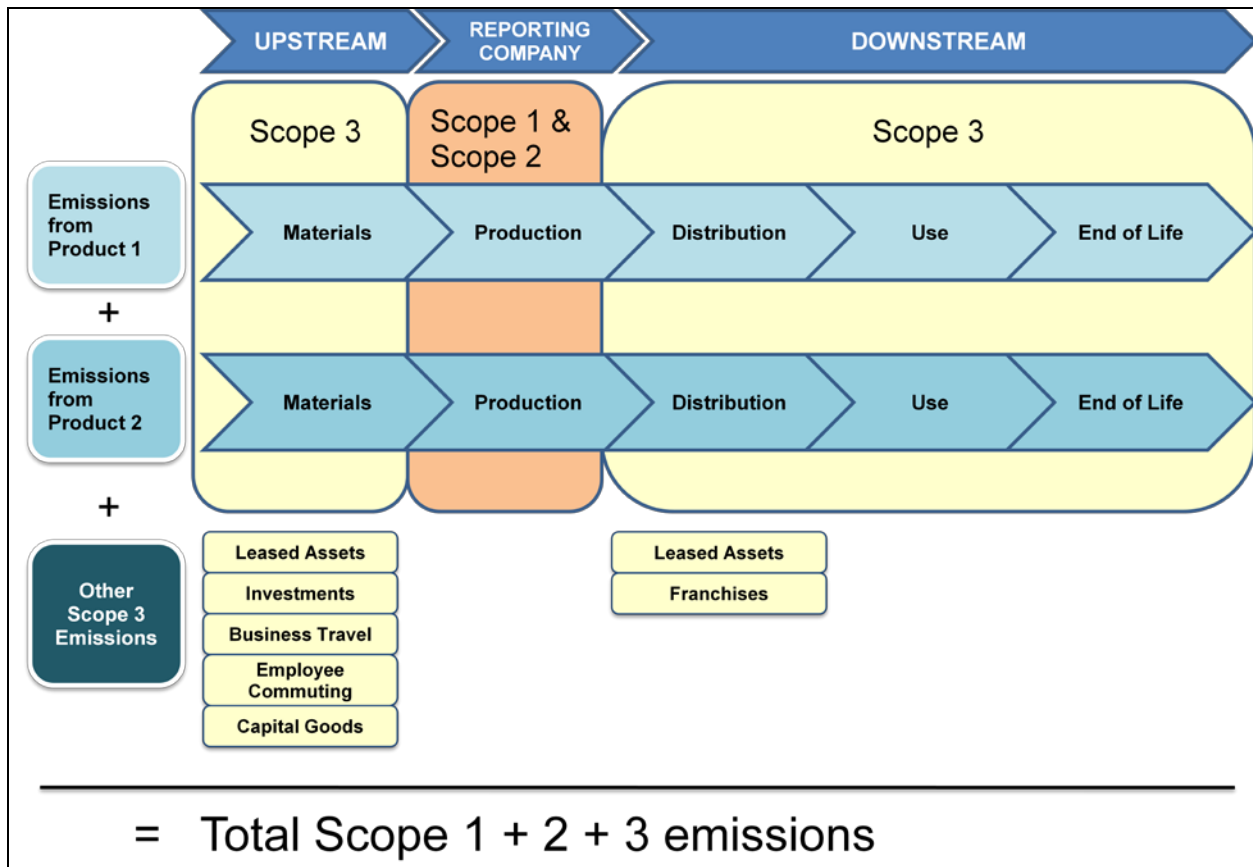 UPSTREAM
REPORTING
COMPANY
DOWNSTREAM
Scope 3
Scope 1 &
Scope 2
Scope 3
Emissions
from
Product 1
Materials
Production
Distribution
Use
End of Life
+
Emissions
from
Product 2
Materials
Production
Distribution
Use
End of Life
+
Other
Scope 3
Emissions
Leased Assets
Investments
Business Travel
Employee
Commuting
Capital Goods
Leased Assets
Franchises
= Total Scope 1 + 2 + 3 emissions